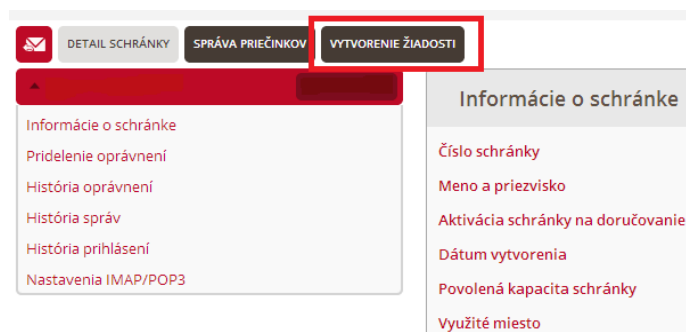 DETAIL SCHRÁNKY SPRÁVA PRIEČINKOV VYTVORENIE ŽIADOSTI
Informácie o schránke
Pridelenie oprávnení
História oprávnení
História správ
História prihlásení
Nastavenia IMAP/POP3
Informácie o schránke
Číslo schránky
Meno a priezvisko
Aktivácia schránky na doručovanie
Dátum vytvorenia
Povolená kapacita schránky
Využité miesto